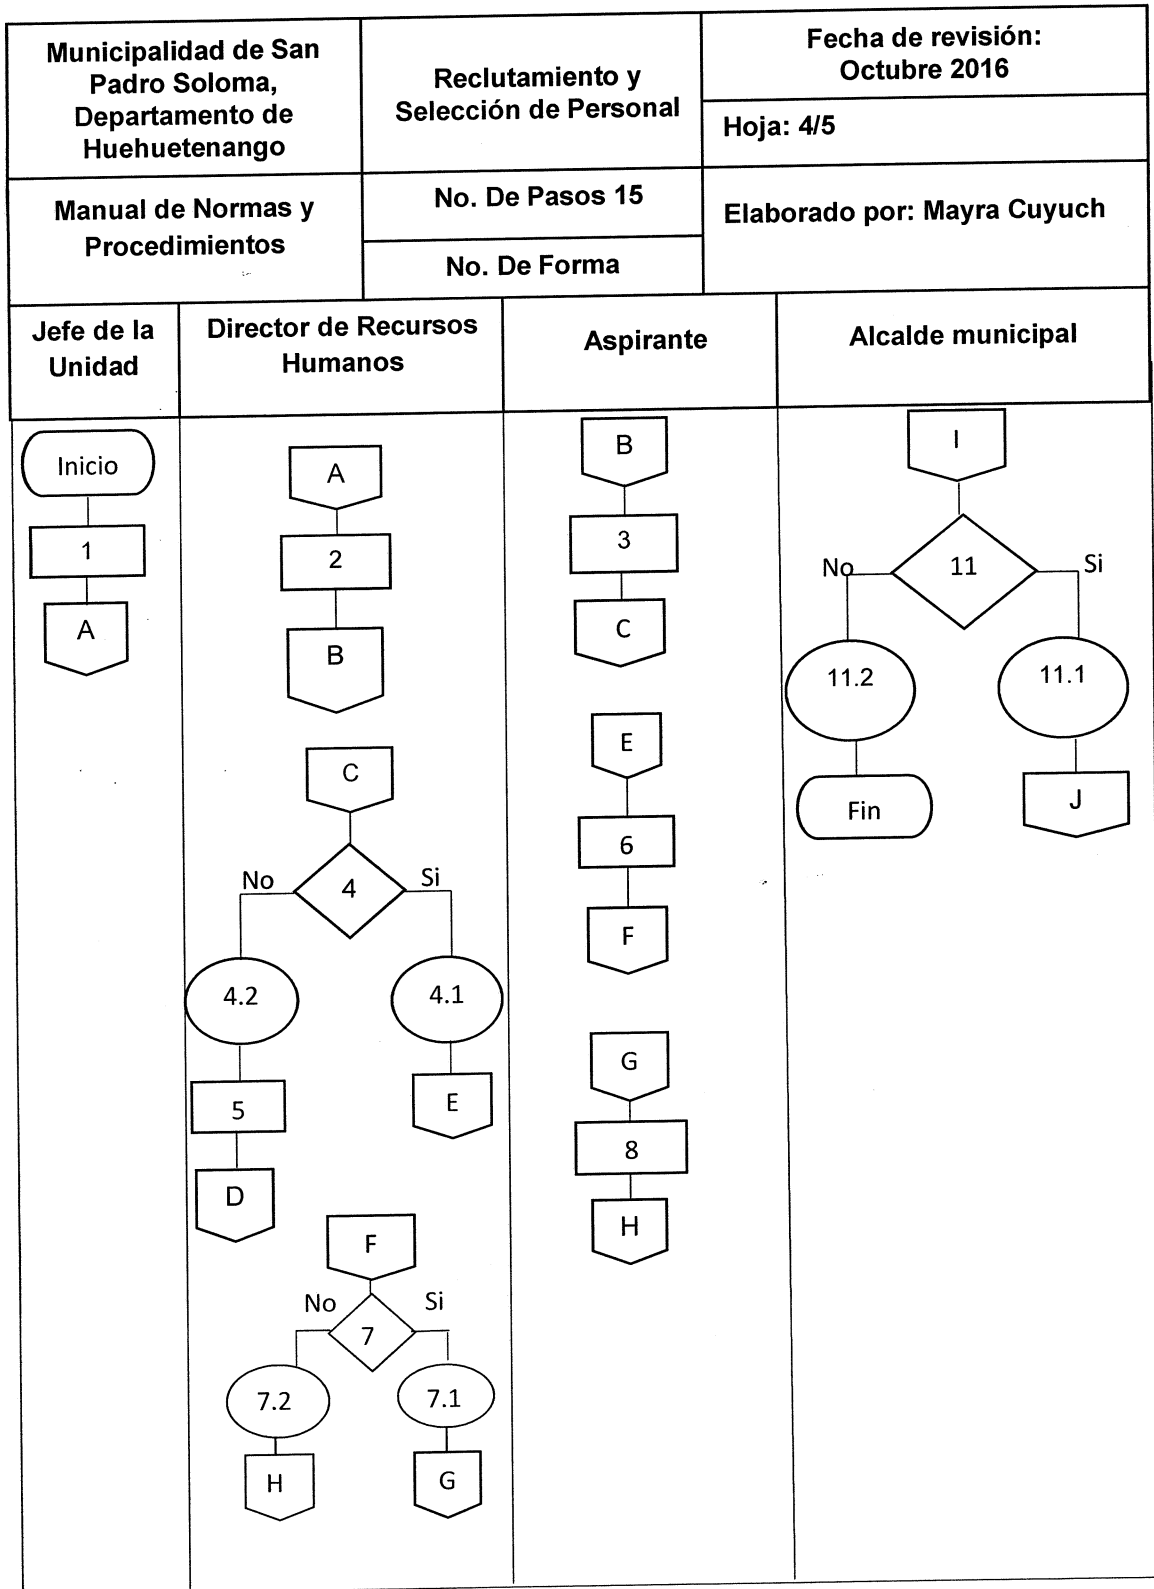 Municipalidad de San
Padro Soloma,
Departamento de
Huehuetenango
Reclutamiento y
Selección de Personal
Fecha de revisión:
Octubre 2016
Hoja: 4/5
Manual de Normas y
Procedimientos
No. De Pasos 15
No. De Forma
Elaborado por: Mayra Cuyuch
Jefe de la
Unidad
Director de Recursos
Humanos
Aspirante
Alcalde municipal
Inicio
1
A
A
2
B
C
No
4
Si
4.2
4.1
5
E
D
F
No
7
Si
7.2
7.1
H
G
B
3
C
E
6
F
G
8
H
I
No
11
Si
11.2
11.1
Fin
J